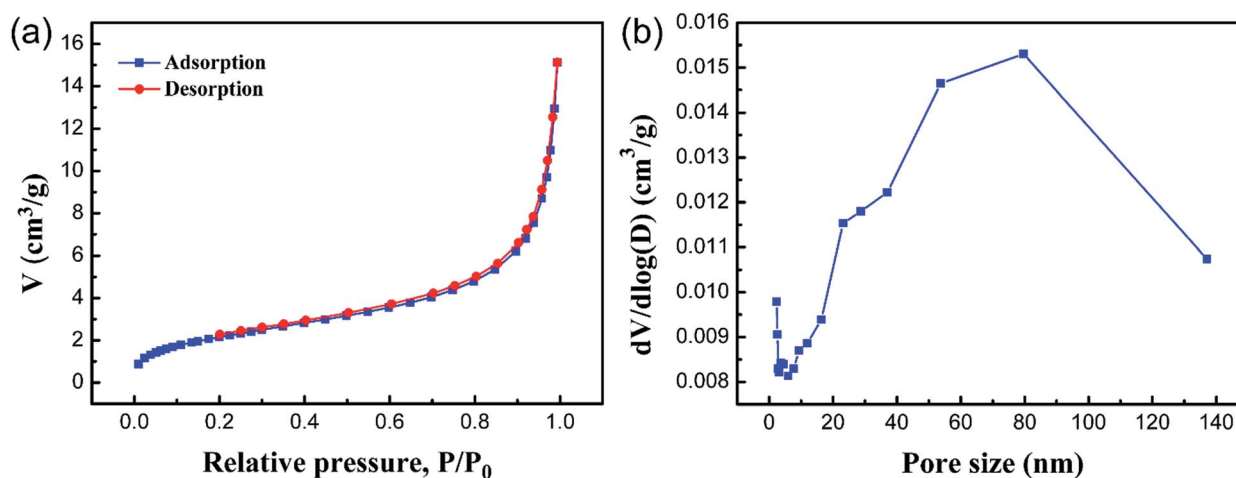 (a)
V (cm³/g)
16
14
12
10
8
6
4
2
0
Adsorption
Desorption
0.0 0.2 0.4 0.6 0.8 1.0
Relative pressure, P/P₀
(b)
dV/dlog(D) (cm³/g)
0.016
0.015
0.014
0.013
0.012
0.011
0.010
0.009
0.008
0 20 40 60 80 100 120 140
Pore size (nm)